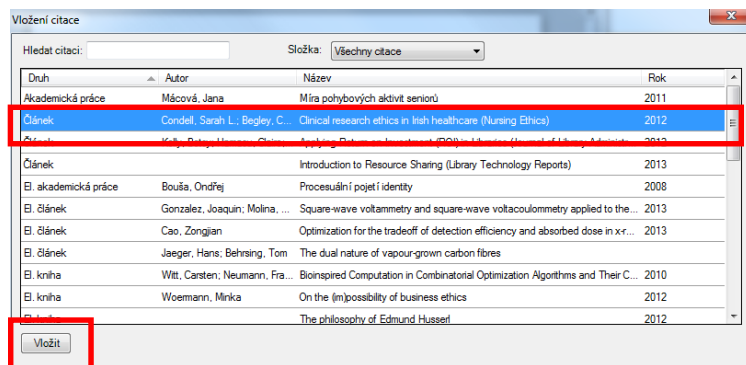 Vložení citace
Hledat citaci: Složka: Všechny citace
Druh Autor Název Rok
Akademická práce Mácová, Jana Míra pohybových aktivit seniorů 2011
Článek Condell, Sarah L.; Begley, C... Clinical research ethics in Irish healthcare (Nursing Ethics) 2012
Článek
Článek Introduction to Resource Sharing (Library Technology Reports) 2013
El. akademická práce Bouša, Ondřej Procesuální pojetí identity 2008
El. článek Gonzalez, Joaquin; Molina, ... Square-wave voltammetry and square-wave voltacoulommetry applied to the... 2013
El. článek Cao, Zongjian Optimization for the tradeoff of detection efficiency and absorbed dose in x-r... 2013
El. článek Jaeger, Hans; Behrsing, Tom The dual nature of vapour-grown carbon fibres
El. kniha Witt, Carsten; Neumann, Fra... Bioinspired Computation in Combinatorial Optimization Algorithms and Their C... 2010
El. kniha Woermann, Minka On the (im)possibility of business ethics 2012
El. kniha The philosophy of Edmund Husserl 2012
Vložit